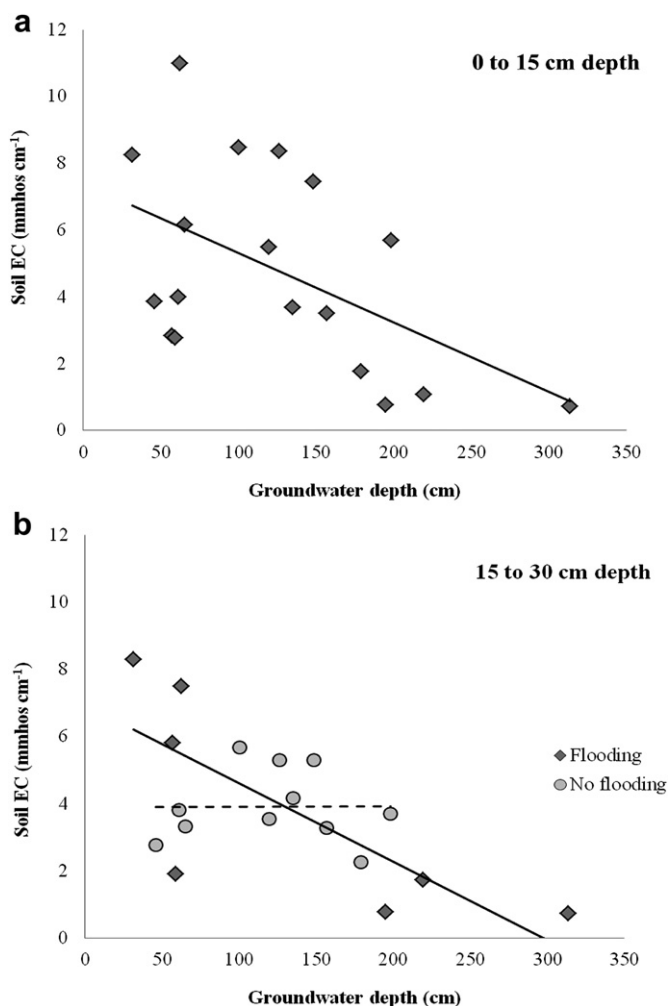 a
0 to 15 cm depth
12
10
8
6
4
2
0
Soil EC (mmhos cm⁻¹)
0 50 100 150 200 250 300 350
Groundwater depth (cm)
b
15 to 30 cm depth
12
10
8
6
4
2
0
Soil EC (mmhos cm⁻¹)
Flooding
No flooding
0 50 100 150 200 250 300 350
Groundwater depth (cm)